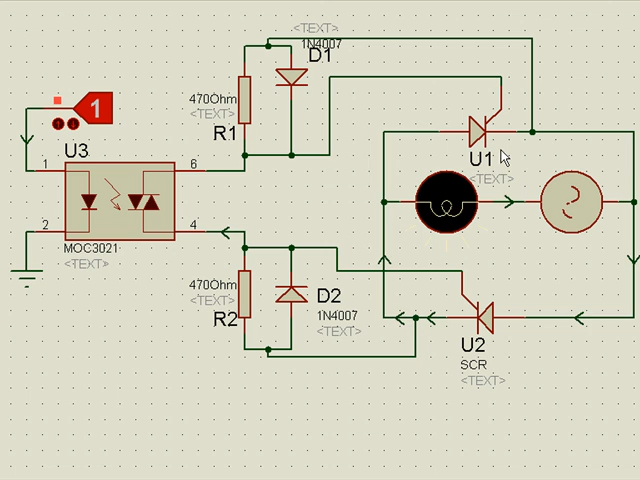 <TEXT>
1N4007
D1
470Ohm
<TEXT>
R1
1
U3
1
6
2
4
MOC3021
<TEXT>
U1
<TEXT>
470Ohm
<TEXT>
R2
D2
1N4007
<TEXT>
U2
SCR
<TEXT>